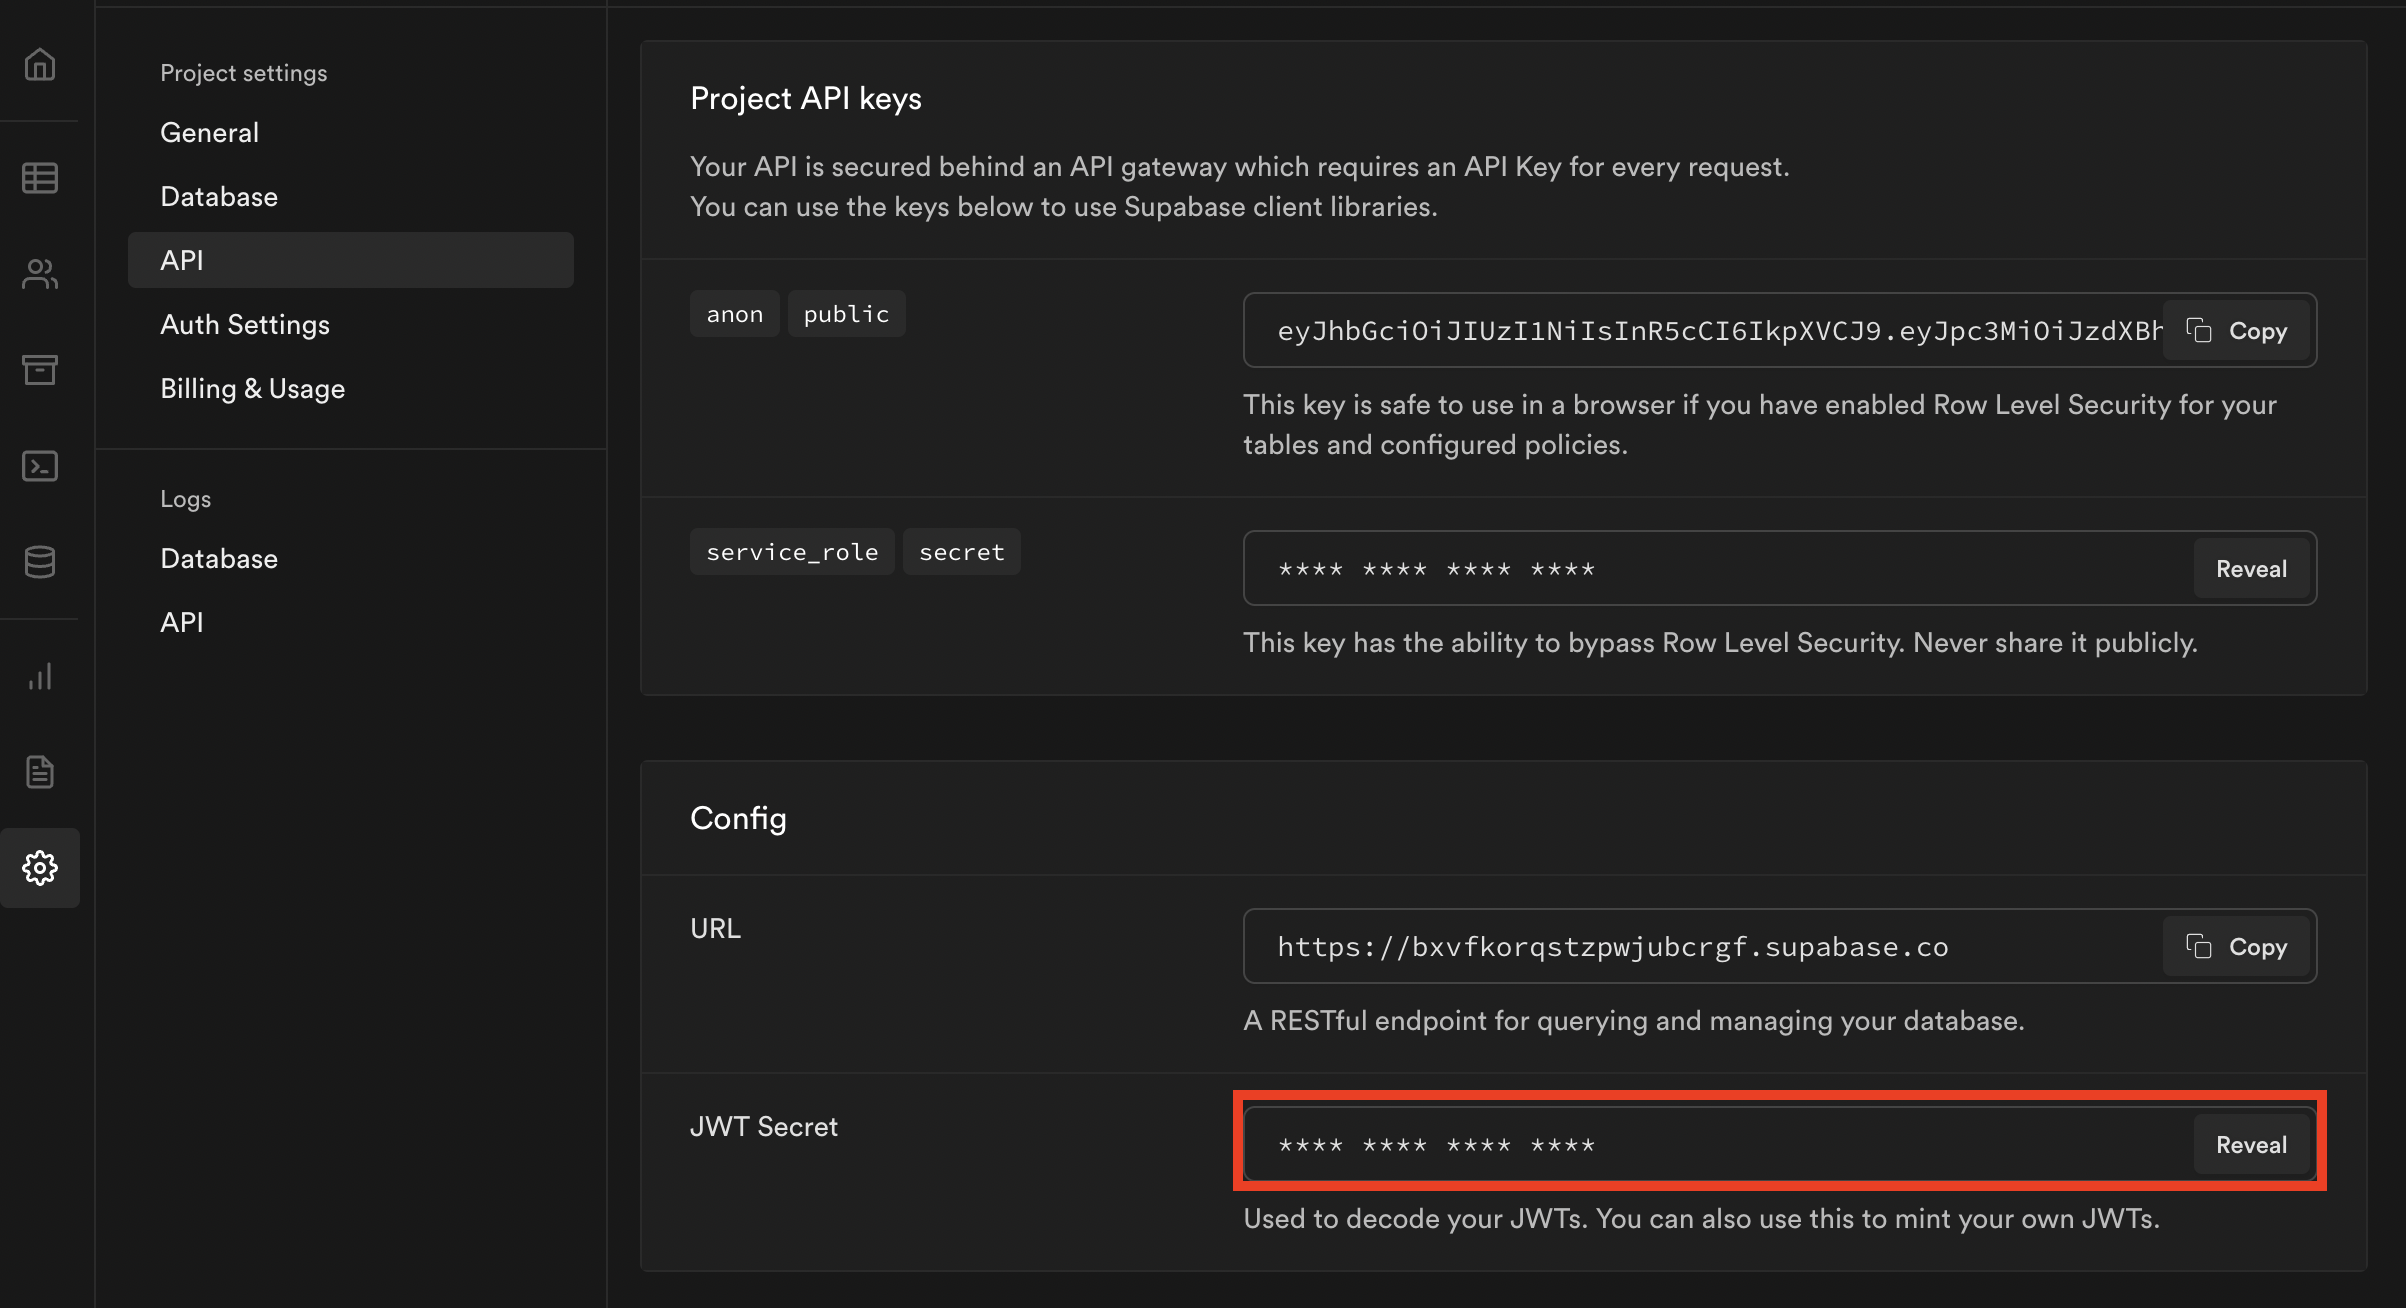 Project settings
General
Database
API
Auth Settings
Billing & Usage
Logs
Database
API
Project API keys
Your API is secured behind an API gateway which requires an API Key for every request.
You can use the keys below to use Supabase client libraries.
anon public
eyJhbGciOiJIUzI1NiIsInR5cCI6IkpXVCJ9.eyJpc3MiOiJzdXBh Copy
This key is safe to use in a browser if you have enabled Row Level Security for your
tables and configured policies.
service_role secret
**** **** **** **** Reveal
This key has the ability to bypass Row Level Security. Never share it publicly.
Config
URL
https://bxvfkorqstzpwjubcrgf.supabase.co Copy
A RESTful endpoint for querying and managing your database.
JWT Secret
**** **** **** **** Reveal
Used to decode your JWTs. You can also use this to mint your own JWTs.